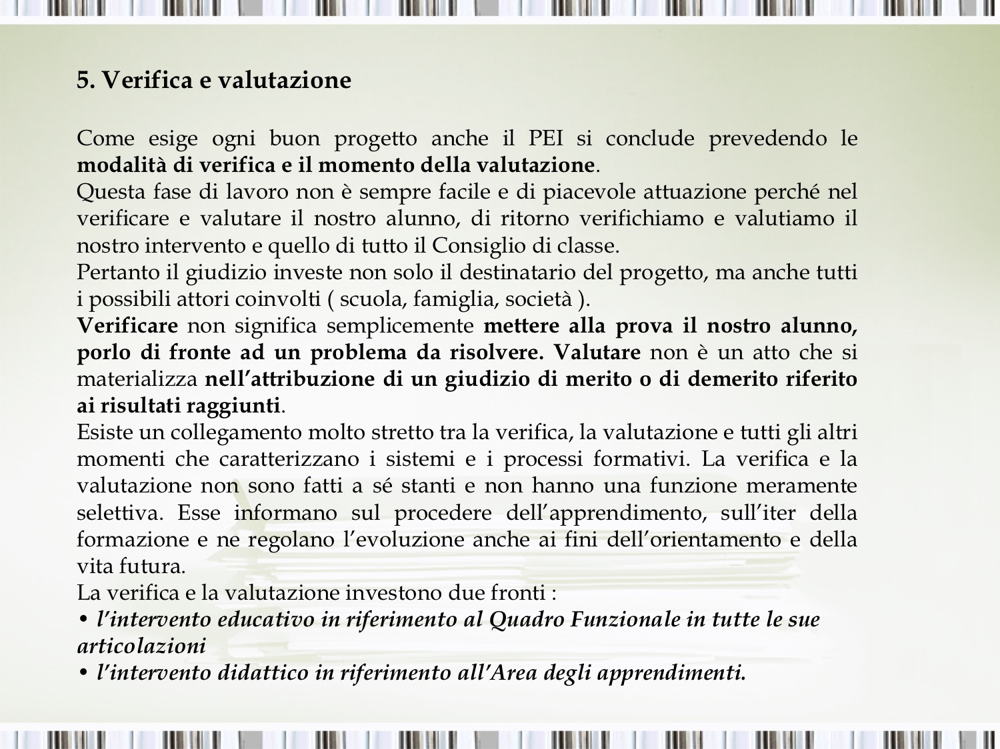 5. Verifica e valutazione
Come esige ogni buon progetto anche il PEI si conclude prevedendo le
modalità di verifica e il momento della valutazione.
Questa fase di lavoro non è sempre facile e di piacevole attuazione perché nel
verificare e valutare il nostro alunno, di ritorno verifichiamo e valutiamo il
nostro intervento e quello di tutto il Consiglio di classe.
Pertanto il giudizio investe non solo il destinatario del progetto, ma anche tutti
i possibili attori coinvolti ( scuola, famiglia, società ).
Verificare non significa semplicemente mettere alla prova il nostro alunno,
porlo di fronte ad un problema da risolvere. Valutare non è un atto che si
materializza nell’attribuzione di un giudizio di merito o di demerito riferito
ai risultati raggiunti.
Esiste un collegamento molto stretto tra la verifica, la valutazione e tutti gli altri
momenti che caratterizzano i sistemi e i processi formativi. La verifica e la
valutazione non sono fatti a sé stanti e non hanno una funzione meramente
selettiva. Esse informano sul procedere dell’apprendimento, sull’iter della
formazione e ne regolano l’evoluzione anche ai fini dell’orientamento e della
vita futura.
La verifica e la valutazione investono due fronti :
• l’intervento educativo in riferimento al Quadro Funzionale in tutte le sue
articolazioni
• l’intervento didattico in riferimento all’Area degli apprendimenti.